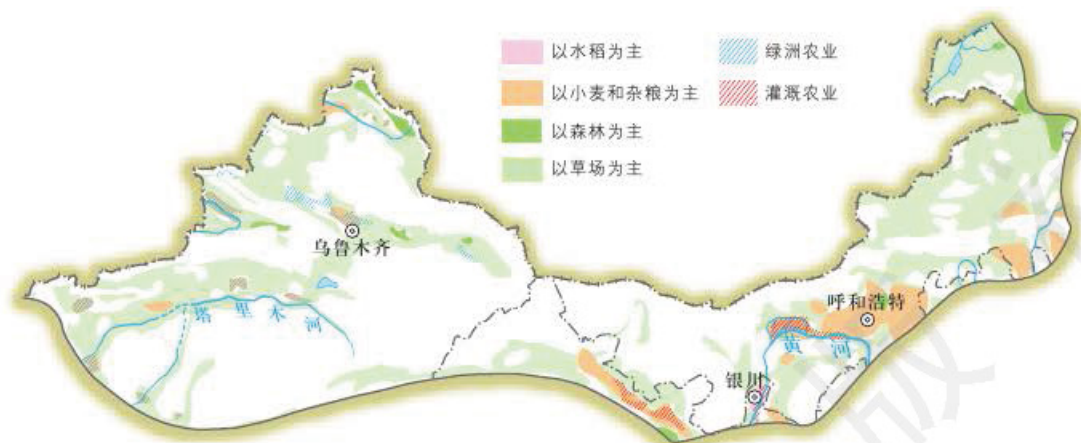 以水稻为主
绿洲农业
以小麦和杂粮为主
灌溉农业
以森林为主
以草场为主
乌鲁木齐
塔里木河
呼和浩特
黄河
银川
版